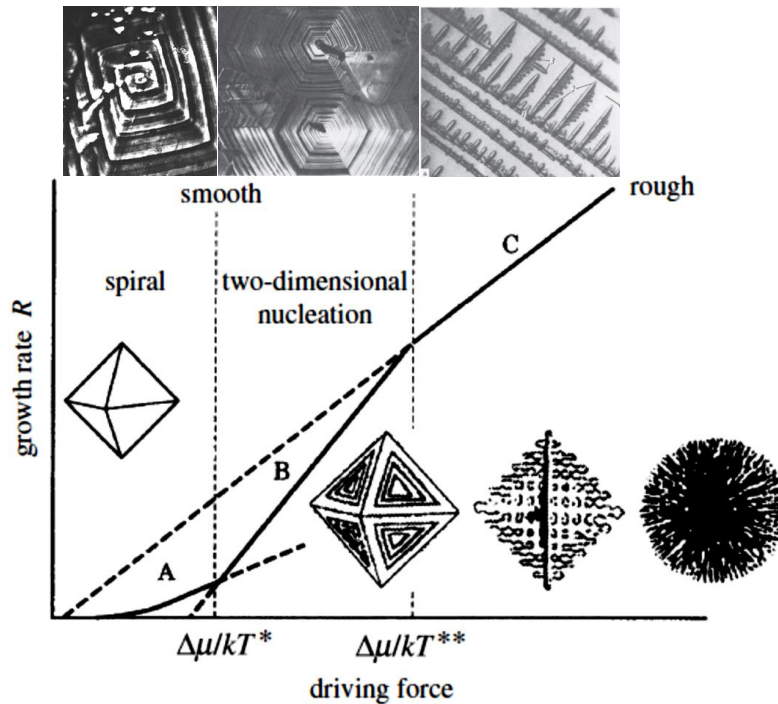 smooth
rough
C
spiral
two-dimensional
nucleation
growth rate R
B
A
Δμ/kT*
Δμ/kT**
driving force